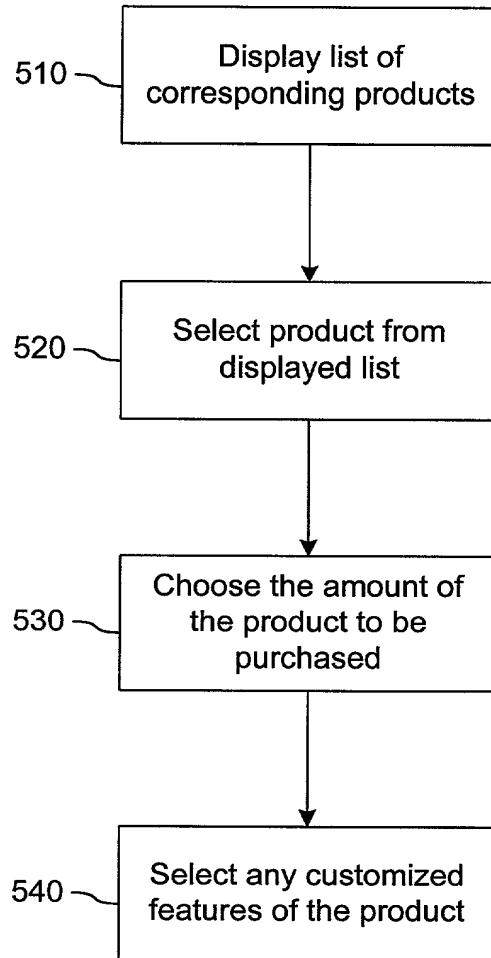 510
Display list of
corresponding products
520
Select product from
displayed list
530
Choose the amount of
the product to be
purchased
540
Select any customized
features of the product